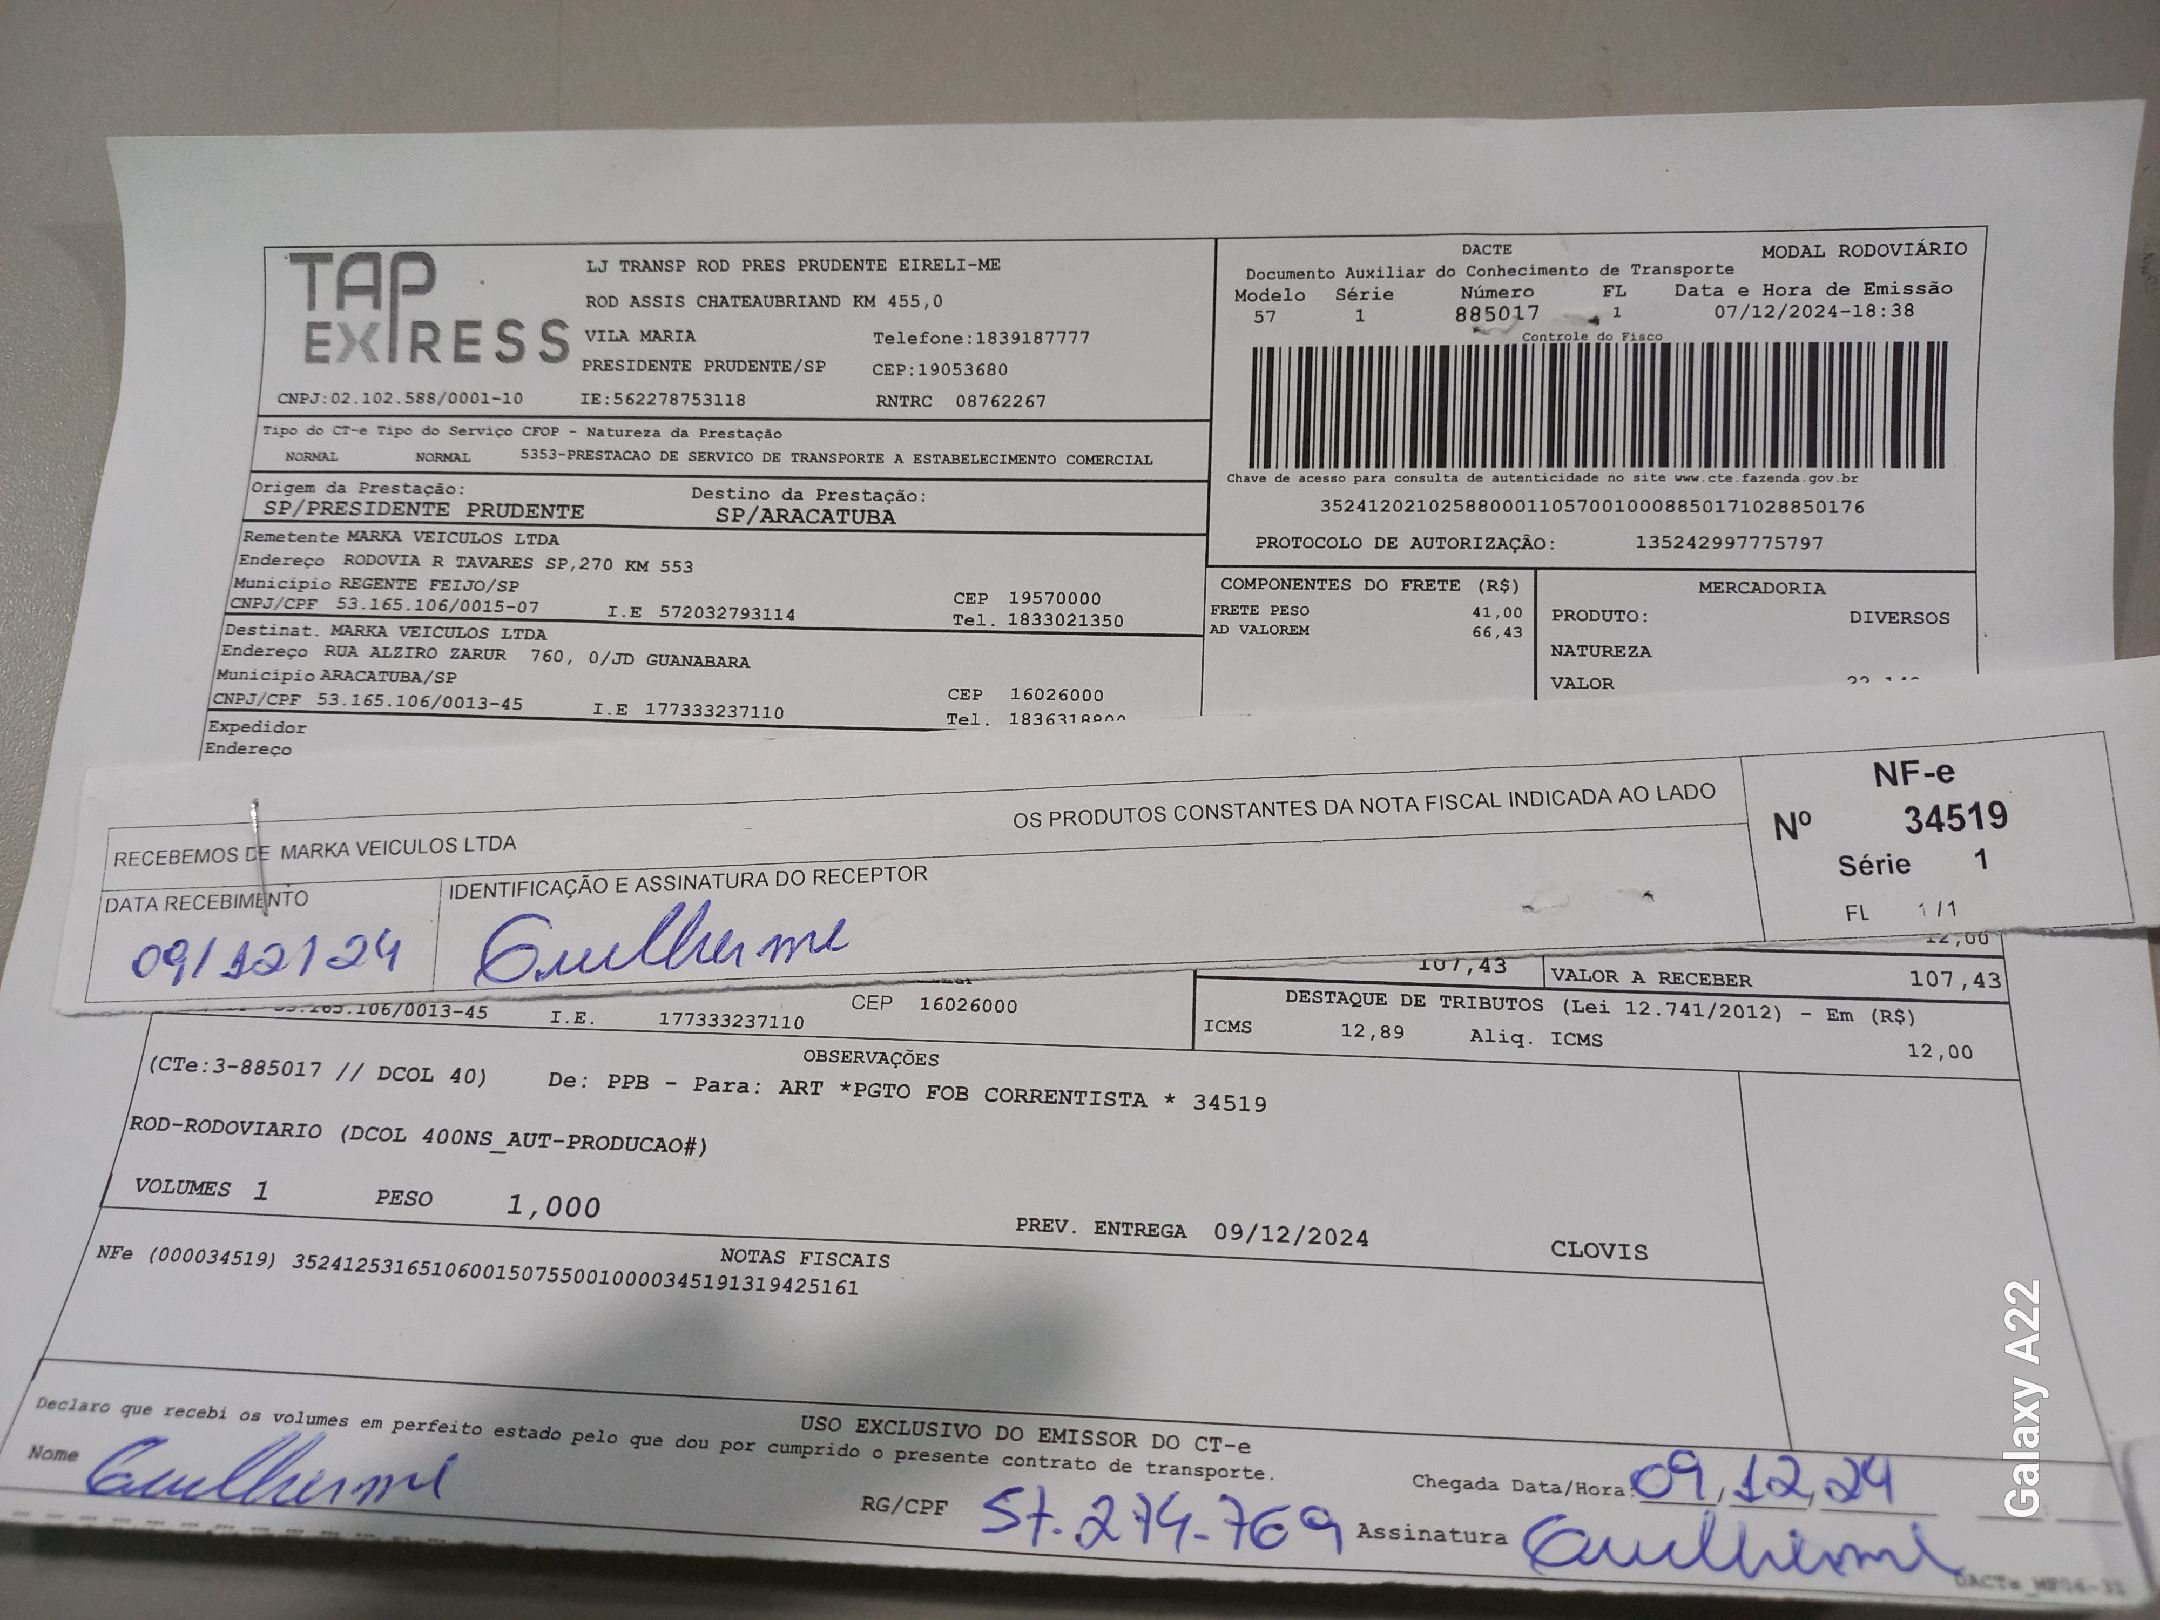 TAP EXPRESS
LJ TRANSP ROD PRES PRUDENTE EIRELI-ME
ROD ASSIS CHATEAUBRIAND KM 455,0
VILA MARIA Telefone:1839187777
PRESIDENTE PRUDENTE/SP CEP:19053680
CNPJ:02.102.588/0001-10 IE:562278753118 RNTRC 08762267
DACTE MODAL RODOVIÁRIO
Documento Auxiliar do Conhecimento de Transporte
Modelo Série Número FL Data e Hora de Emissão
57 1 885017 1 07/12/2024-18:38
Controle do Fisco
Chave de acesso para consulta de autenticidade no site www.cte.fazenda.gov.br
35241202102588000110570010008850171028850176
PROTOCOLO DE AUTORIZAÇÃO: 135242997775797
Tipo do CT-e Tipo do Serviço CFOP - Natureza da Prestação
NORMAL NORMAL 5353-PRESTACAO DE SERVICO DE TRANSPORTE A ESTABELECIMENTO COMERCIAL
Origem da Prestação: Destino da Prestação:
SP/PRESIDENTE PRUDENTE SP/ARACATUBA
Remetente MARKA VEICULOS LTDA
Endereço RODOVIA R TAVARES SP,270 KM 553
Município REGENTE FEIJO/SP CEP 19570000
CNPJ/CPF 53.165.106/0015-07 I.E 572032793114 Tel. 1833021350
Destinat. MARKA VEICULOS LTDA
Endereço RUA ALZIRO ZARUR 760, 0/JD GUANABARA
Município ARACATUBA/SP CEP 16026000
CNPJ/CPF 53.165.106/0013-45 I.E 177333237110 Tel.
Expedidor
Endereço
COMPONENTES DO FRETE (R$)
FRETE PESO 41,00
AD VALOREM 66,43
MERCADORIA
PRODUTO: DIVERSOS
NATUREZA
VALOR
RECEBEMOS DE MARKA VEICULOS LTDA OS PRODUTOS CONSTANTES DA NOTA FISCAL INDICADA AO LADO
DATA RECEBIMENTO IDENTIFICAÇÃO E ASSINATURA DO RECEPTOR
09/12/24 Guilherme
NF-e
Nº 34519
Série 1
FL 1/1
12,00
107,43 VALOR A RECEBER 107,43
53.165.106/0013-45 I.E. 177333237110 CEP 16026000
DESTAQUE DE TRIBUTOS (Lei 12.741/2012) - Em (R$)
ICMS 12,89 Aliq. ICMS 12,00
OBSERVAÇÕES
(CTe:3-885017 // DCOL 40) De: PPB - Para: ART *PGTO FOB CORRENTISTA * 34519
ROD-RODOVIARIO (DCOL 400NS_AUT-PRODUCAO#)
VOLUMES 1 PESO 1,000 PREV. ENTREGA 09/12/2024 CLOVIS
NOTAS FISCAIS
NFe (000034519) 35241253165106001507550010000345191319425161
USO EXCLUSIVO DO EMISSOR DO CT-e
Declaro que recebi os volumes em perfeito estado pelo que dou por cumprido o presente contrato de transporte.
Nome Guilherme RG/CPF 57.274-769 Chegada Data/Hora: 09,12,24
Assinatura Guilherme
Galaxy A22